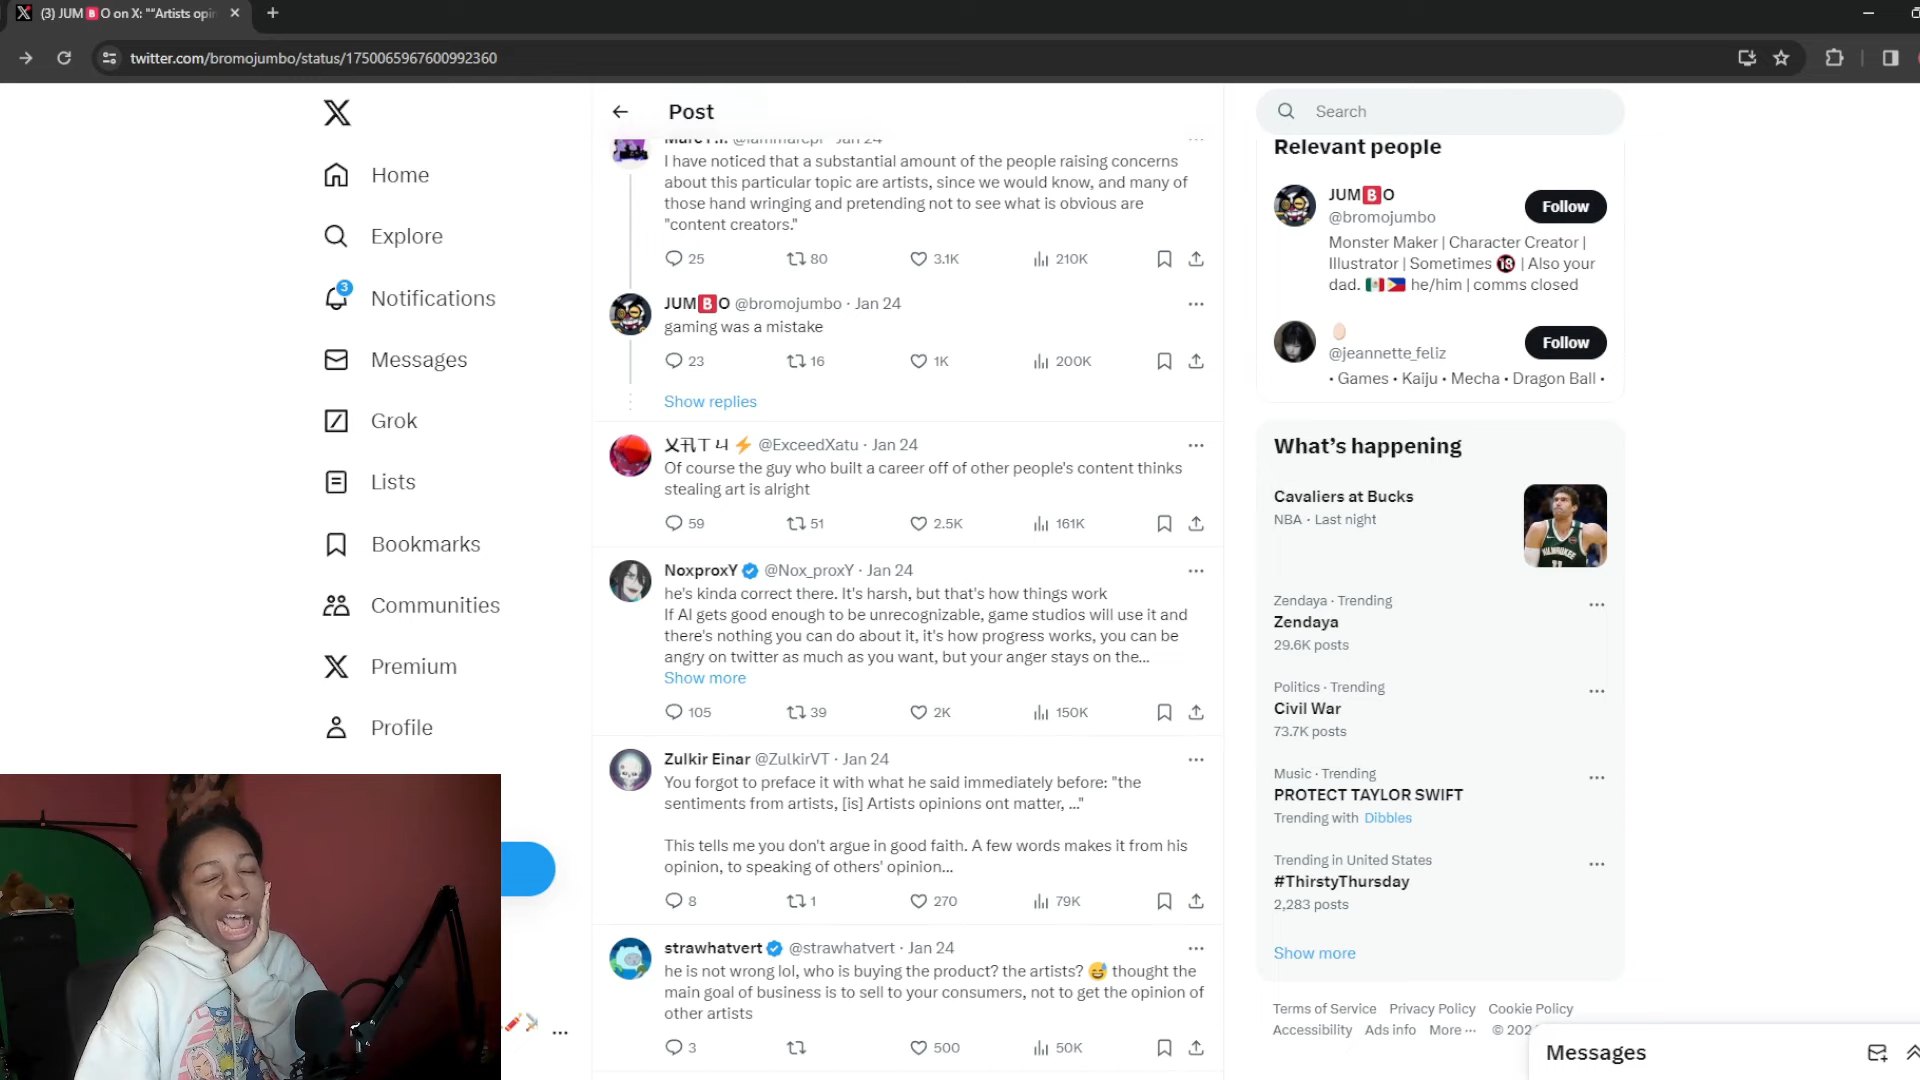 (3) JUM🅱️O on X: ""Artists opin
twitter.com/bromojumbo/status/1750065967600992360
Home
Explore
3
Notifications
Messages
Grok
Lists
Bookmarks
Communities
Premium
Profile
Post
I have noticed that a substantial amount of the people raising concerns
about this particular topic are artists, since we would know, and many of
those hand wringing and pretending not to see what is obvious are
"content creators."
25 80 3.1K 210K
JUM🅱️O @bromojumbo · Jan 24
gaming was a mistake
23 16 1K 200K
Show replies
@ExceedXatu · Jan 24
Of course the guy who built a career off of other people's content thinks
stealing art is alright
59 51 2.5K 161K
NoxproxY @Nox_proxY · Jan 24
he's kinda correct there. It's harsh, but that's how things work
If AI gets good enough to be unrecognizable, game studios will use it and
there's nothing you can do about it, it's how progress works, you can be
angry on twitter as much as you want, but your anger stays on the...
Show more
105 39 2K 150K
Zulkir Einar @ZulkirVT · Jan 24
You forgot to preface it with what he said immediately before: "the
sentiments from artists, [is] Artists opinions ont matter, ..."
This tells me you don't argue in good faith. A few words makes it from his
opinion, to speaking of others' opinion...
8 1 270 79K
strawhatvert @strawhatvert · Jan 24
he is not wrong lol, who is buying the product? the artists? 😅 thought the
main goal of business is to sell to your consumers, not to get the opinion of
other artists
3 500 50K
Search
Relevant people
JUM🅱️O
@bromojumbo
Follow
Monster Maker | Character Creator |
Illustrator | Sometimes 🔞 | Also your
dad. 🇲🇽🇵🇭 he/him | comms closed
🥚
@jeannette_feliz
Follow
• Games • Kaiju • Mecha • Dragon Ball •
What's happening
Cavaliers at Bucks
NBA · Last night
Zendaya · Trending
Zendaya
29.6K posts
Politics · Trending
Civil War
73.7K posts
Music · Trending
PROTECT TAYLOR SWIFT
Trending with Dibbles
Trending in United States
#ThirstyThursday
2,283 posts
Show more
Terms of Service Privacy Policy Cookie Policy
Accessibility Ads info More ··· © 202
Messages